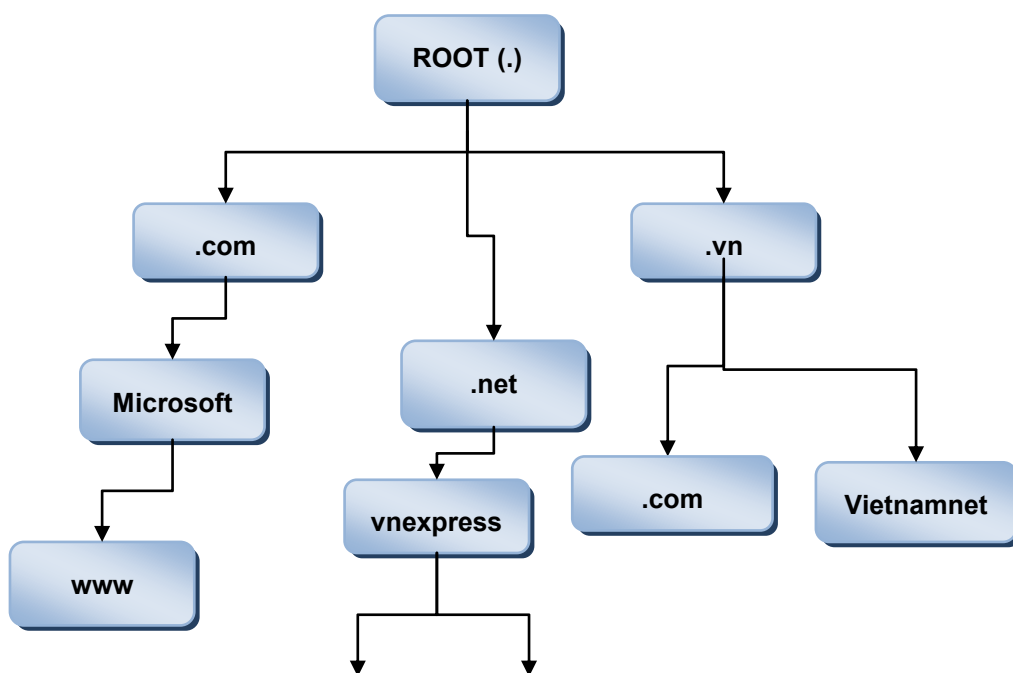 ROOT (.)
.com
.vn
Microsoft
.net
vnexpress
.com
Vietnamnet
www